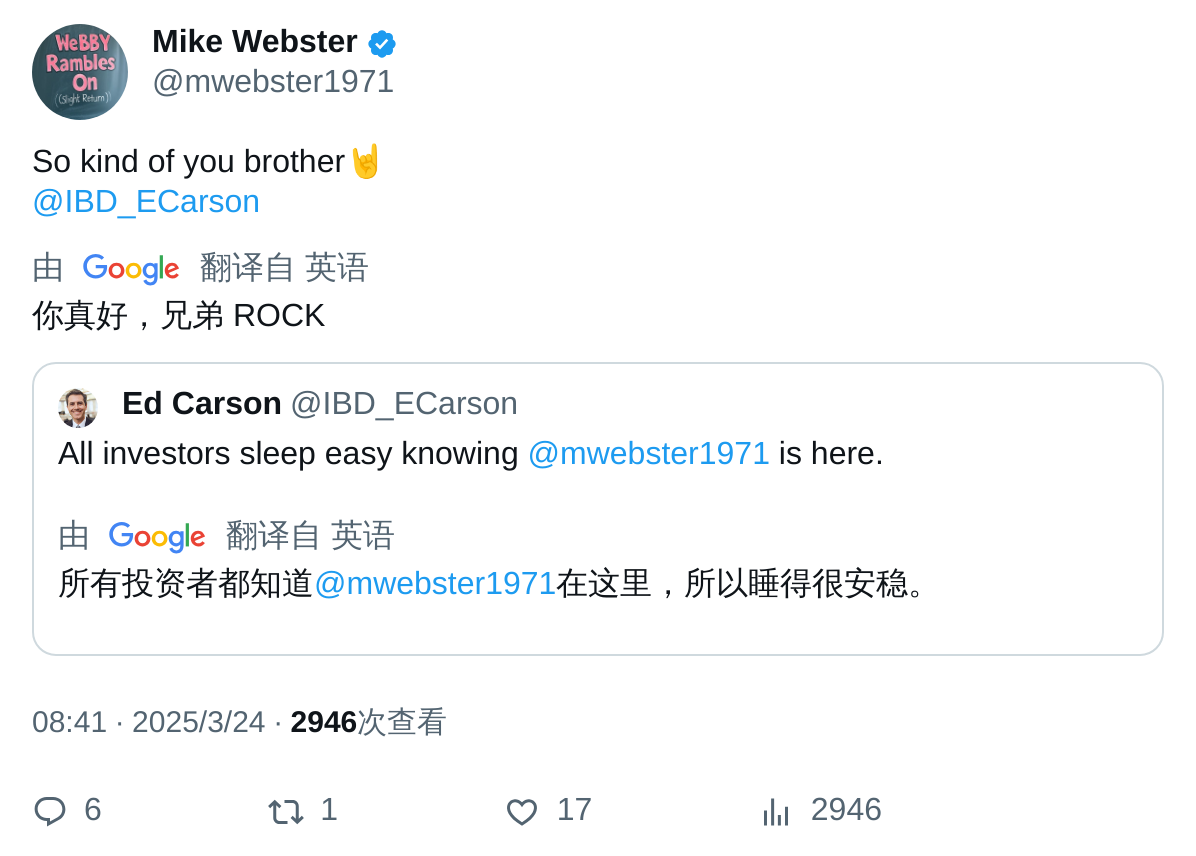 WeBBY
Rambles
On
(Slight Return)
Mike Webster
@mwebster1971
So kind of you brother🤘
@IBD_ECarson
由 Google 翻译自 英语
你真好，兄弟 ROCK
Ed Carson @IBD_ECarson
All investors sleep easy knowing @mwebster1971 is here.
由 Google 翻译自 英语
所有投资者都知道@mwebster1971在这里，所以睡得很安稳。
08:41 · 2025/3/24 · 2946次查看
6 1 17 2946